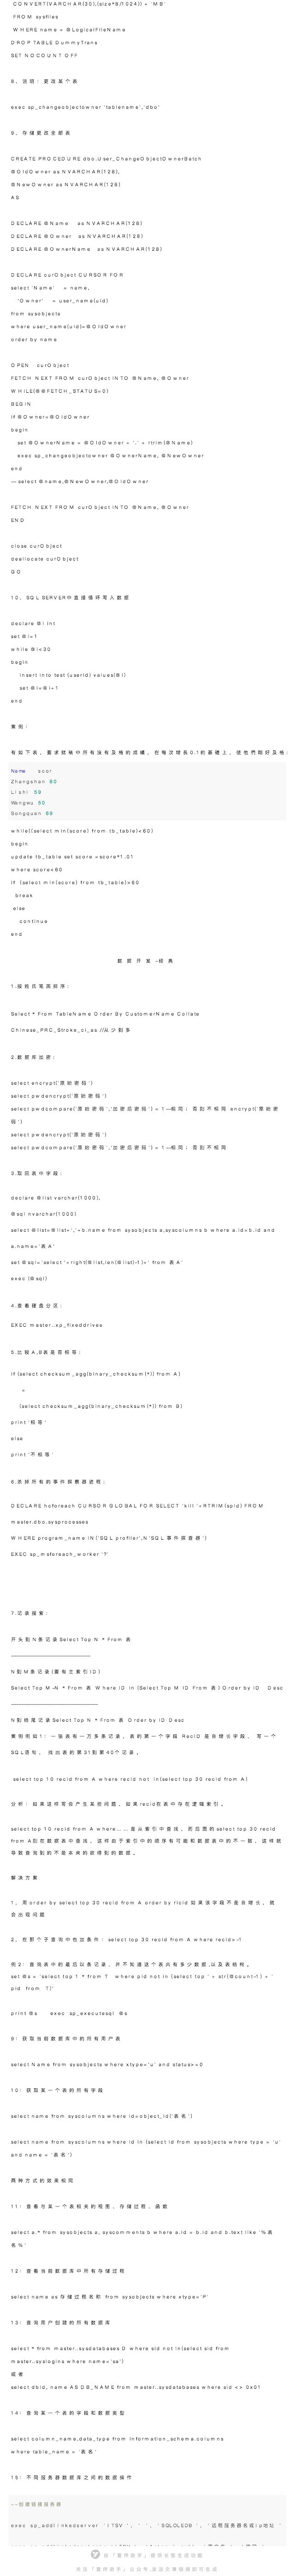 CONVERT(VARCHAR(30),(size*8/1024)) + 'MB'
FROM sysfiles
WHERE name = @LogicalFileName
DROP TABLE DummyTrans
SET NOCOUNT OFF
8、说明：更改某个表
exec sp_changeobjectowner 'tablename','dbo'
9、存储更改全部表
CREATE PROCEDURE dbo.User_ChangeObjectOwnerBatch
@OldOwner as NVARCHAR(128),
@NewOwner as NVARCHAR(128)
AS
DECLARE @Name as NVARCHAR(128)
DECLARE @Owner as NVARCHAR(128)
DECLARE @OwnerName as NVARCHAR(128)
DECLARE curObject CURSOR FOR
select 'Name' = name,
'Owner' = user_name(uid)
from sysobjects
where user_name(uid)=@OldOwner
order by name
OPEN curObject
FETCH NEXT FROM curObject INTO @Name, @Owner
WHILE(@@FETCH_STATUS=0)
BEGIN
if @Owner=@OldOwner
begin
set @OwnerName = @OldOwner + '.' + rtrim(@Name)
exec sp_changeobjectowner @OwnerName, @NewOwner
end
— select @name,@NewOwner,@OldOwner
FETCH NEXT FROM curObject INTO @Name, @Owner
END
close curObject
deallocate curObject
GO
10、SQL SERVER中直接循环写入数据
declare @i int
set @i=1
while @i<30
begin
insert into test (userid) values(@i)
set @i=@i+1
end
案例：
有如下表，要求就裱中所有沒有及格的成績，在每次增長0.1的基礎上，使他們剛好及格:
Name scor
Zhangshan 80
Lishi 59
Wangwu 50
Songquan 69
while((select min(score) from tb_table)<60)
begin
update tb_table set score =score*1.01
where score<60
if (select min(score) from tb_table)>60
break
else
continue
end
数据开发-经典
1.按姓氏笔画排序:
Select * From TableName Order By CustomerName Collate
Chinese_PRC_Stroke_ci_as //从少到多
2.数据库加密:
select encrypt('原始密码')
select pwdencrypt('原始密码')
select pwdcompare('原始密码','加密后密码') = 1—相同；否则不相同 encrypt('原始密
码')
select pwdencrypt('原始密码')
select pwdcompare('原始密码','加密后密码') = 1—相同；否则不相同
3.取回表中字段:
declare @list varchar(1000),
@sql nvarchar(1000)
select @list=@list+','+b.name from sysobjects a,syscolumns b where a.id=b.id and
a.name='表A'
set @sql='select '+right(@list,len(@list)-1)+' from 表A'
exec (@sql)
4.查看硬盘分区:
EXEC master..xp_fixeddrives
5.比较A,B表是否相等:
if (select checksum_agg(binary_checksum(*)) from A)
=
(select checksum_agg(binary_checksum(*)) from B)
print '相等'
else
print '不相等'
6.杀掉所有的事件探察器进程:
DECLARE hcforeach CURSOR GLOBAL FOR SELECT 'kill '+RTRIM(spid) FROM
master.dbo.sysprocesses
WHERE program_name IN('SQL profiler',N'SQL 事件探查器')
EXEC sp_msforeach_worker '?'
7.记录搜索:
开头到N条记录Select Top N * From 表
N到M条记录(要有主索引ID)
Select Top M-N * From 表 Where ID in (Select Top M ID From 表) Order by ID Desc
N到结尾记录Select Top N * From 表 Order by ID Desc
案例例如1：一张表有一万多条记录，表的第一个字段 RecID 是自增长字段， 写一个
SQL语句， 找出表的第31到第40个记录。
select top 10 recid from A where recid not in(select top 30 recid from A)
分析：如果这样写会产生某些问题，如果recid在表中存在逻辑索引。
select top 10 recid from A where……是从索引中查找，而后面的select top 30 recid
from A则在数据表中查找，这样由于索引中的顺序有可能和数据表中的不一致，这样就
导致查询到的不是本来的欲得到的数据。
解决方案
1，用order by select top 30 recid from A order by ricid 如果该字段不是自增长，就
会出现问题
2，在那个子查询中也加条件：select top 30 recid from A where recid>-1
例2：查询表中的最后以条记录，并不知道这个表共有多少数据,以及表结构。
set @s = 'select top 1 * from T where pid not in (select top ' + str(@count-1) + '
pid from T)'
print @s exec sp_executesql @s
9：获取当前数据库中的所有用户表
select Name from sysobjects where xtype='u' and status>=0
10：获取某一个表的所有字段
select name from syscolumns where id=object_id('表名')
select name from syscolumns where id in (select id from sysobjects where type = 'u'
and name = '表名')
两种方式的效果相同
11：查看与某一个表相关的视图、存储过程、函数
select a.* from sysobjects a, syscomments b where a.id = b.id and b.text like '%表
名%'
12：查看当前数据库中所有存储过程
select name as 存储过程名称 from sysobjects where xtype='P'
13：查询用户创建的所有数据库
select * from master..sysdatabases D where sid not in(select sid from
master..syslogins where name='sa')
或者
select dbid, name AS DB_NAME from master..sysdatabases where sid <> 0x01
14：查询某一个表的字段和数据类型
select column_name,data_type from information_schema.columns
where table_name = '表名'
15：不同服务器数据库之间的数据操作
--创建链接服务器
exec sp_addlinkedserver 'ITSV ', ' ', 'SQLOLEDB ', '远程服务器名或ip地址 '